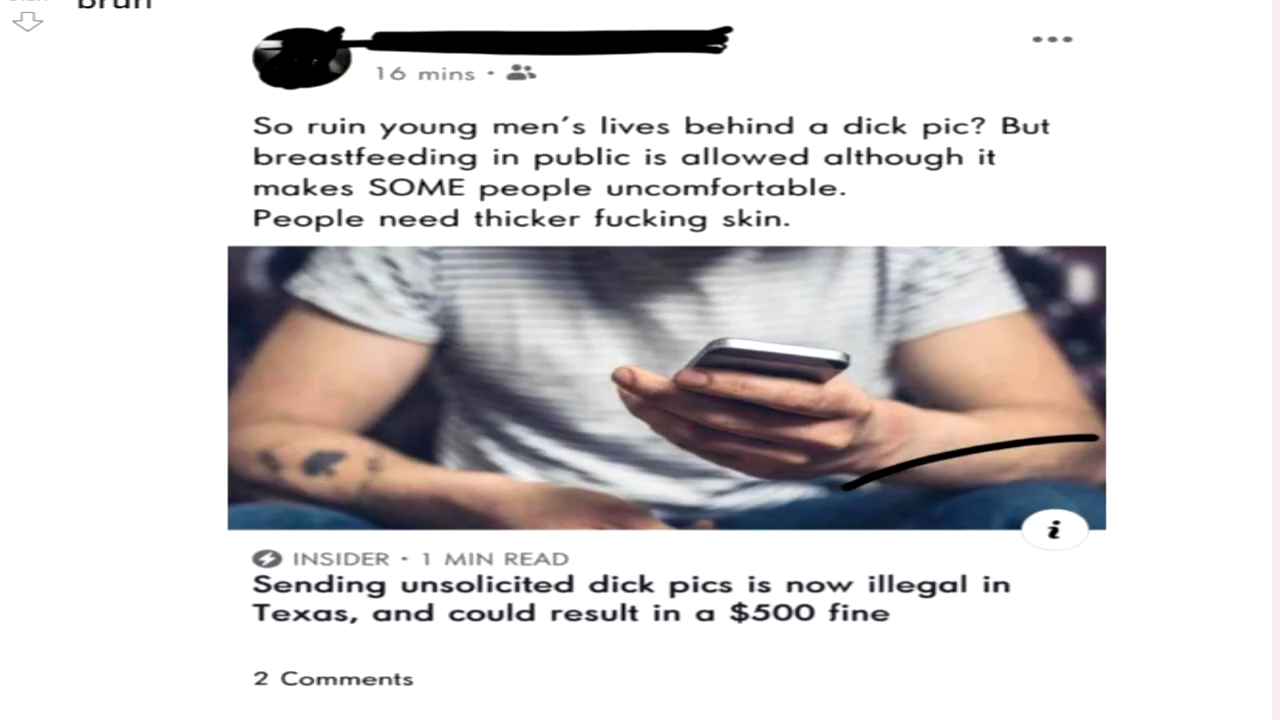 bruh
16 mins •
So ruin young men's lives behind a dick pic? But
breastfeeding in public is allowed although it
makes SOME people uncomfortable.
People need thicker fucking skin.
i
INSIDER • 1 MIN READ
Sending unsolicited dick pics is now illegal in
Texas, and could result in a $500 fine
2 Comments